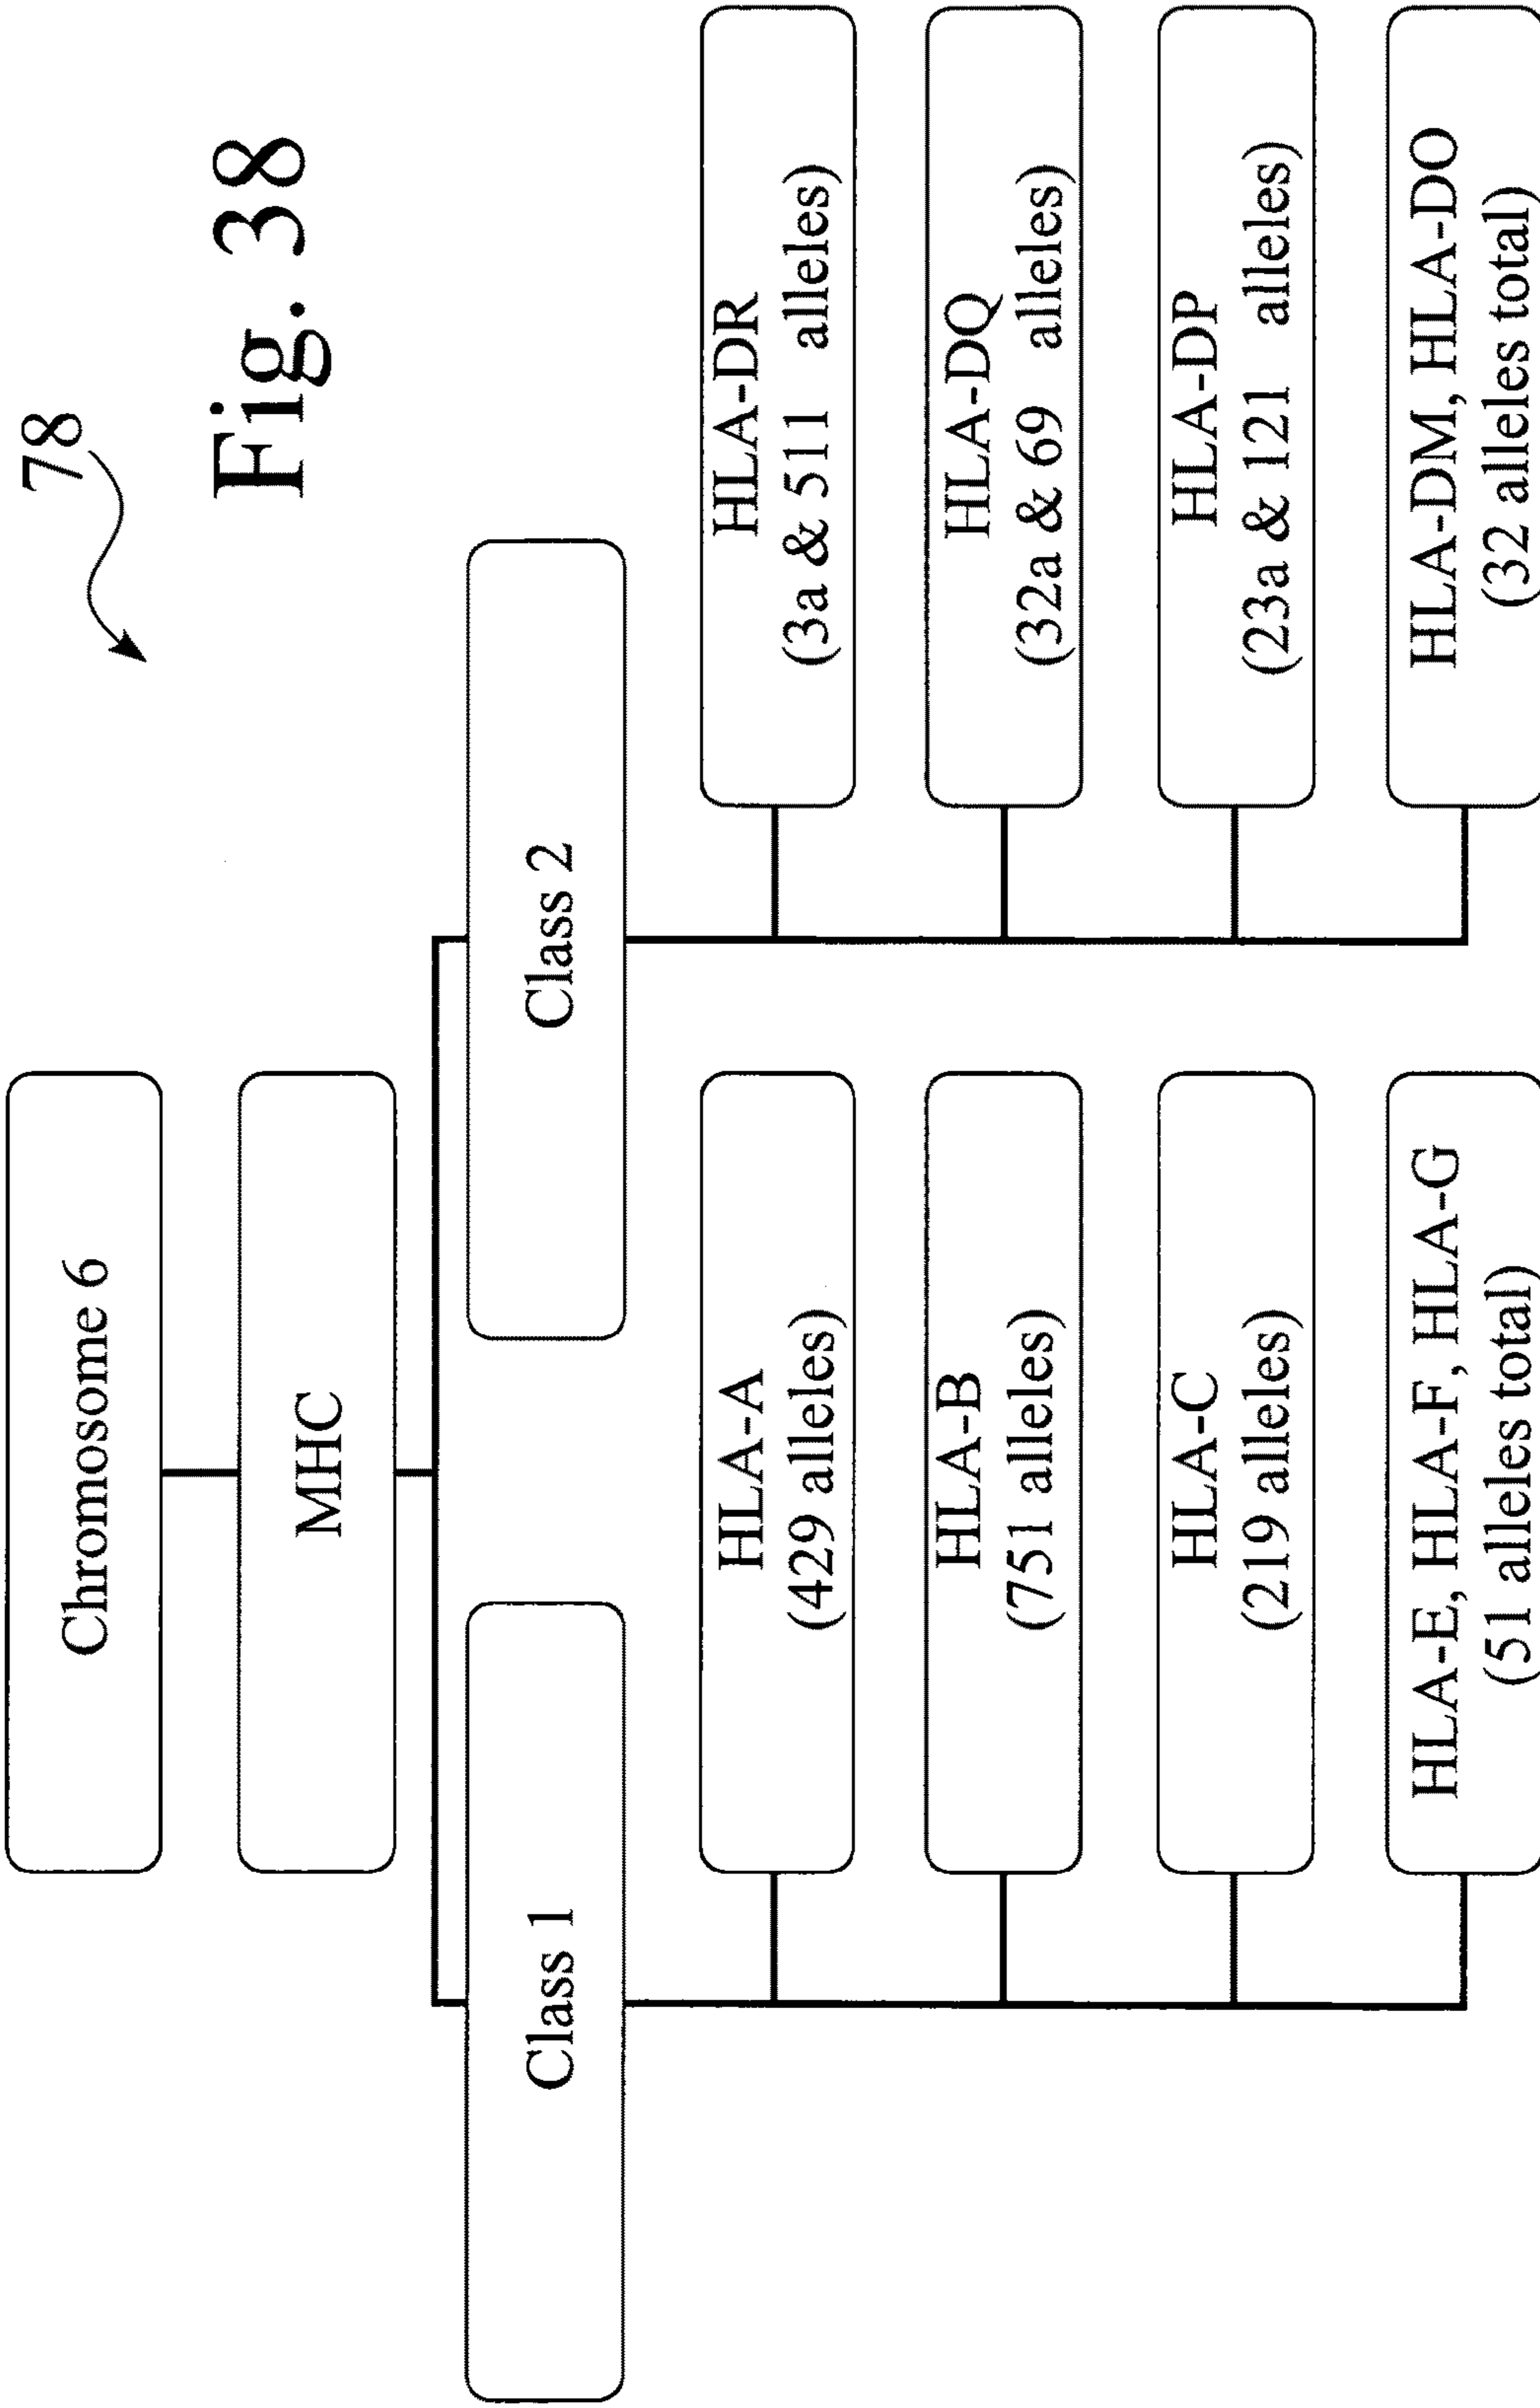 78
Fig. 38
Chromosome 6
MHC
Class 1
Class 2
HLA-A
(429 alleles)
HLA-B
(751 alleles)
HLA-C
(219 alleles)
HLA-E, HLA-F, HLA-G
(51 alleles total)
HLA-DR
(3a & 511 alleles)
HLA-DQ
(32a & 69 alleles)
HLA-DP
(23a & 121 alleles)
HLA-DM, HLA-DO
(32 alleles total)